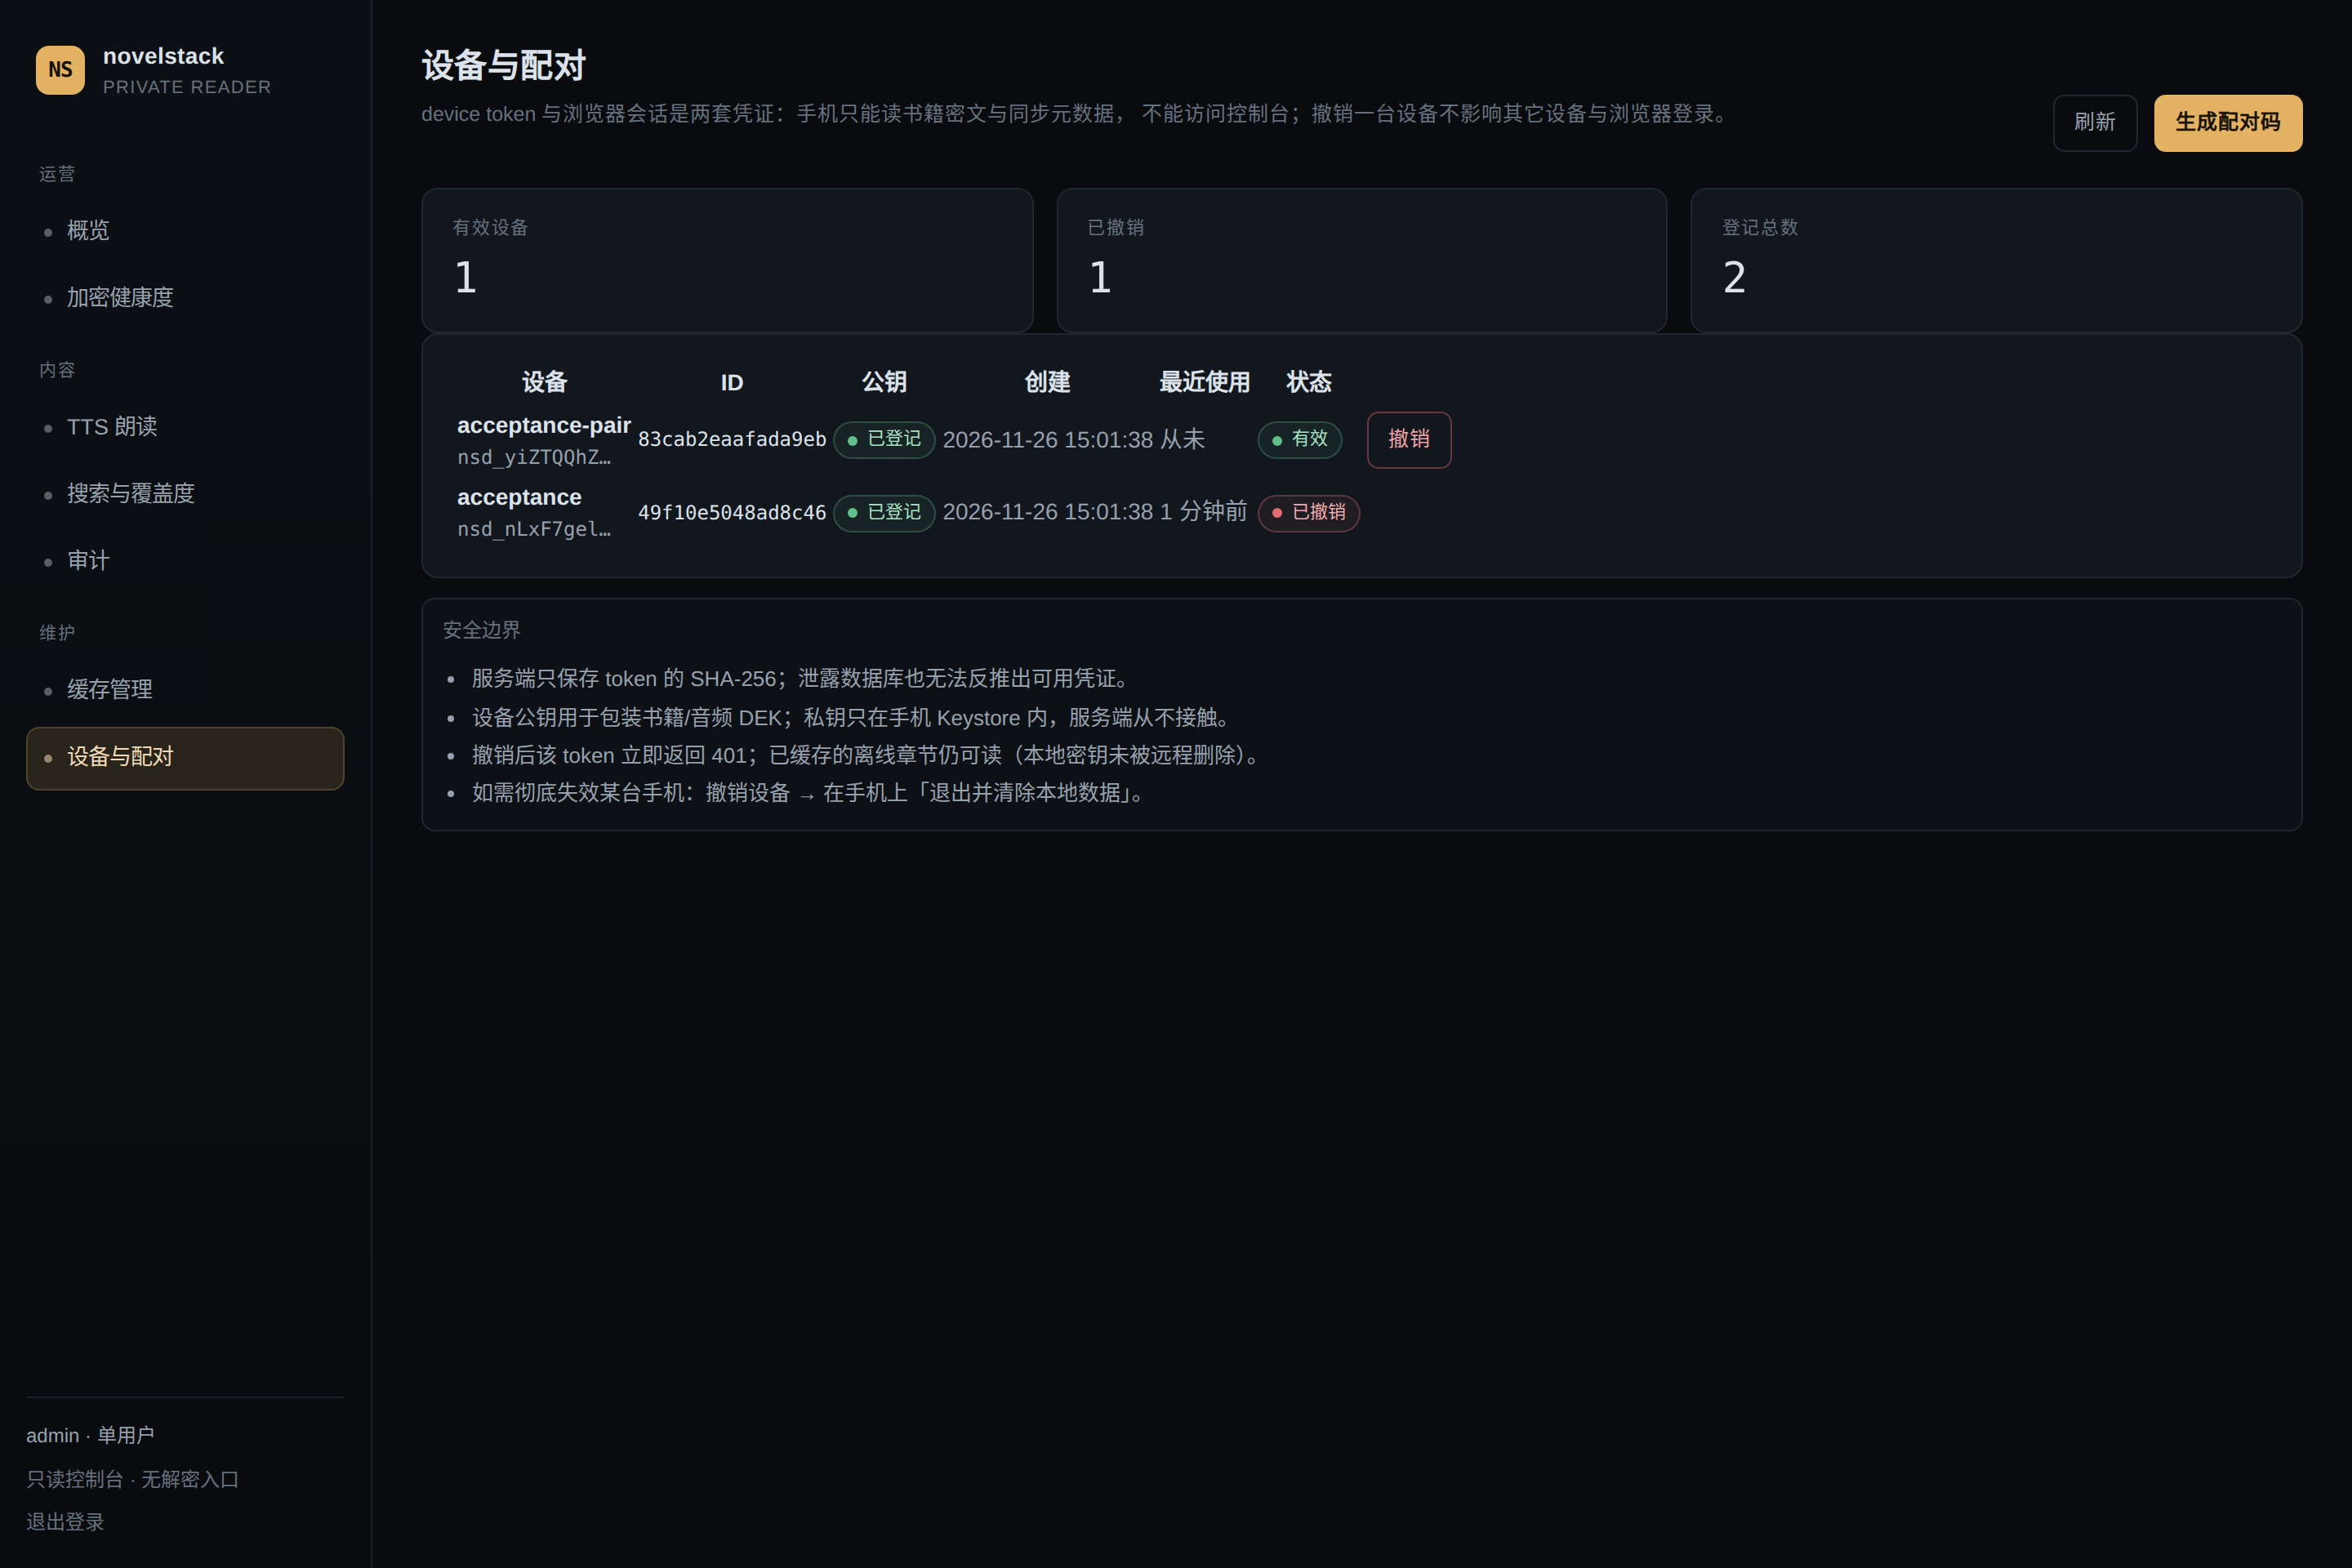 NS
novelstack
PRIVATE READER
运营
概览
加密健康度
内容
TTS 朗读
搜索与覆盖度
审计
维护
缓存管理
设备与配对
admin · 单用户
只读控制台 · 无解密入口
退出登录
设备与配对
device token 与浏览器会话是两套凭证：手机只能读书籍密文与同步元数据， 不能访问控制台；撤销一台设备不影响其它设备与浏览器登录。
刷新
生成配对码
有效设备
1
已撤销
1
登记总数
2
设备 ID 公钥 创建 最近使用 状态
acceptance-pair
nsd_yiZTQQhZ…
83cab2eaafada9eb 已登记 2026-11-26 15:01:38 从未 有效 撤销
acceptance
nsd_nLxF7gel…
49f10e5048ad8c46 已登记 2026-11-26 15:01:38 1 分钟前 已撤销
安全边界
服务端只保存 token 的 SHA-256；泄露数据库也无法反推出可用凭证。
设备公钥用于包装书籍/音频 DEK；私钥只在手机 Keystore 内，服务端从不接触。
撤销后该 token 立即返回 401；已缓存的离线章节仍可读（本地密钥未被远程删除）。
如需彻底失效某台手机：撤销设备 → 在手机上「退出并清除本地数据」。